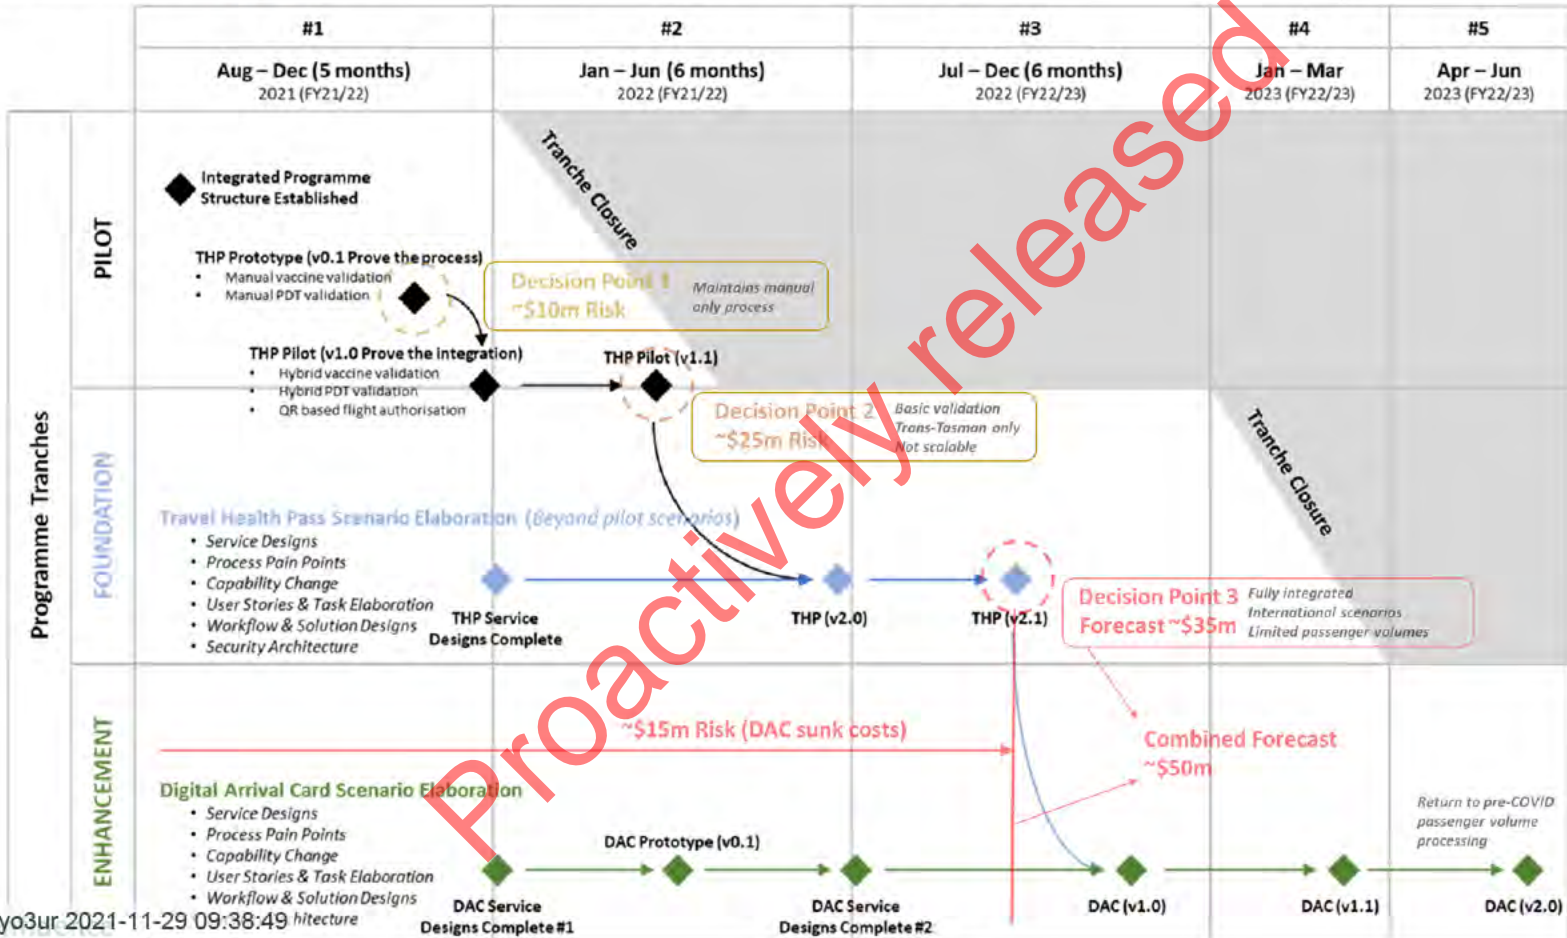 #1
#2
#3
#4
#5
Aug – Dec (5 months)
2021 (FY21/22)
Jan – Jun (6 months)
2022 (FY21/22)
Jul – Dec (6 months)
2022 (FY22/23)
Jan – Mar
2023 (FY22/23)
Apr – Jun
2023 (FY22/23)
Programme Tranches
PILOT
Integrated Programme
Structure Established
Tranche Closure
THP Prototype (v0.1 Prove the process)
• Manual vaccine validation
• Manual PDT validation
Decision Point 1
~$10m Risk
Maintains manual
only process
THP Pilot (v1.0 Prove the integration)
• Hybrid vaccine validation
• Hybrid PDT validation
• QR based flight authorisation
THP Pilot (v1.1)
Decision Point 2
~$25m Risk
Basic validation
Trans-Tasman only
Not scalable
FOUNDATION
Tranche Closure
Travel Health Pass Scenario Elaboration (Beyond pilot scenarios)
• Service Designs
• Process Pain Points
• Capability Change
• User Stories & Task Elaboration
• Workflow & Solution Designs
• Security Architecture
THP Service
Designs Complete
THP (v2.0)
THP (v2.1)
Decision Point 3
Forecast ~$35m
Fully integrated
International scenarios
Limited passenger volumes
ENHANCEMENT
~$15m Risk (DAC sunk costs)
Combined Forecast
~$50m
Digital Arrival Card Scenario Elaboration
• Service Designs
• Process Pain Points
• Capability Change
• User Stories & Task Elaboration
• Workflow & Solution Designs
hitecture
DAC Service
Designs Complete #1
DAC Prototype (v0.1)
DAC Service
Designs Complete #2
DAC (v1.0)
DAC (v1.1)
Return to pre-COVID
passenger volume
processing
DAC (v2.0)
yo3ur 2021-11-29 09:38:49
Proactively released